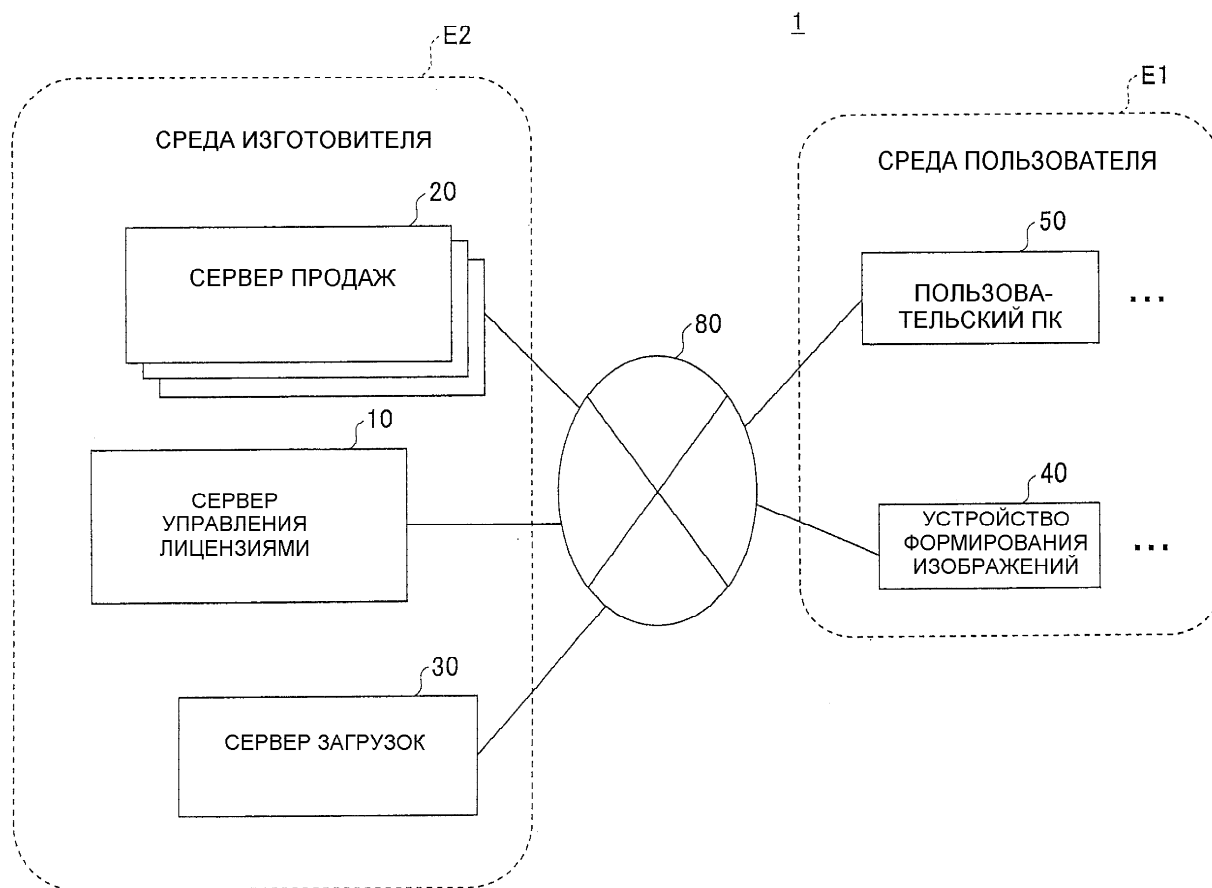 1
E2
E1
СРЕДА ИЗГОТОВИТЕЛЯ
СРЕДА ПОЛЬЗОВАТЕЛЯ
20
СЕРВЕР ПРОДАЖ
50
ПОЛЬЗОВА-
ТЕЛЬСКИЙ ПК
...
80
10
СЕРВЕР
УПРАВЛЕНИЯ
ЛИЦЕНЗИЯМИ
40
УСТРОЙСТВО
ФОРМИРОВАНИЯ
ИЗОБРАЖЕНИЙ
...
30
СЕРВЕР ЗАГРУЗОК